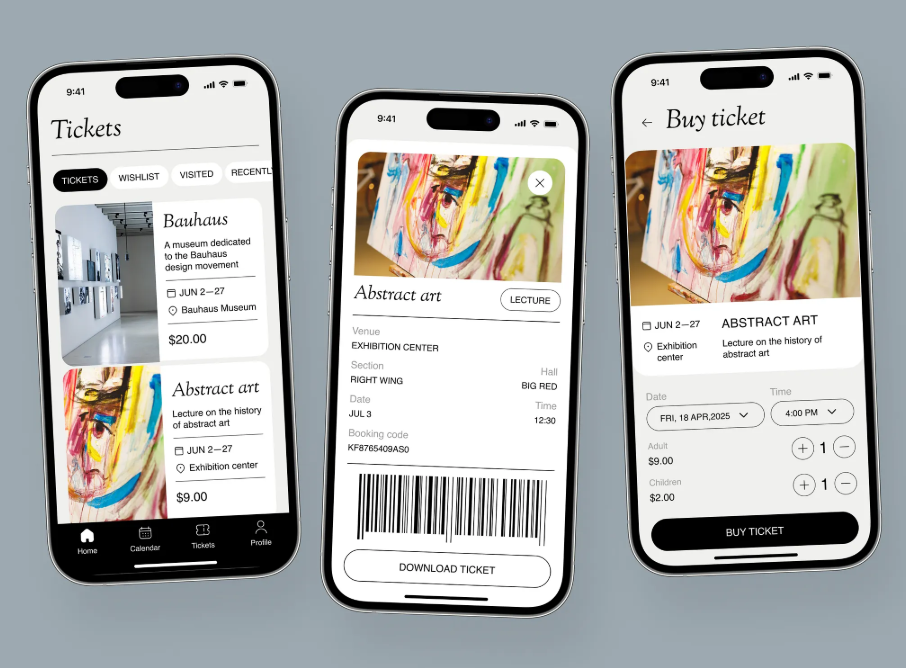 9:41
Tickets
TICKETS
WISHLIST
VISITED
RECENTL
Bauhaus
A museum dedicated
to the Bauhaus
design movement
JUN 2—27
Bauhaus Museum
$20.00
Abstract art
Lecture on the history
of abstract art
JUN 2—27
Exhibition center
$9.00
Home
Calendar
Tickets
Profile
9:41
Abstract art
LECTURE
Venue
EXHIBITION CENTER
Section
Hall
RIGHT WING
BIG RED
Date
Time
JUL 3
12:30
Booking code
KF8765409AS0
DOWNLOAD TICKET
9:41
Buy ticket
JUN 2—27
Exhibition
center
ABSTRACT ART
Lecture on the history of
abstract art
Date
Time
FRI, 18 APR,2025
4:00 PM
Adult
$9.00
1
Children
$2.00
1
BUY TICKET